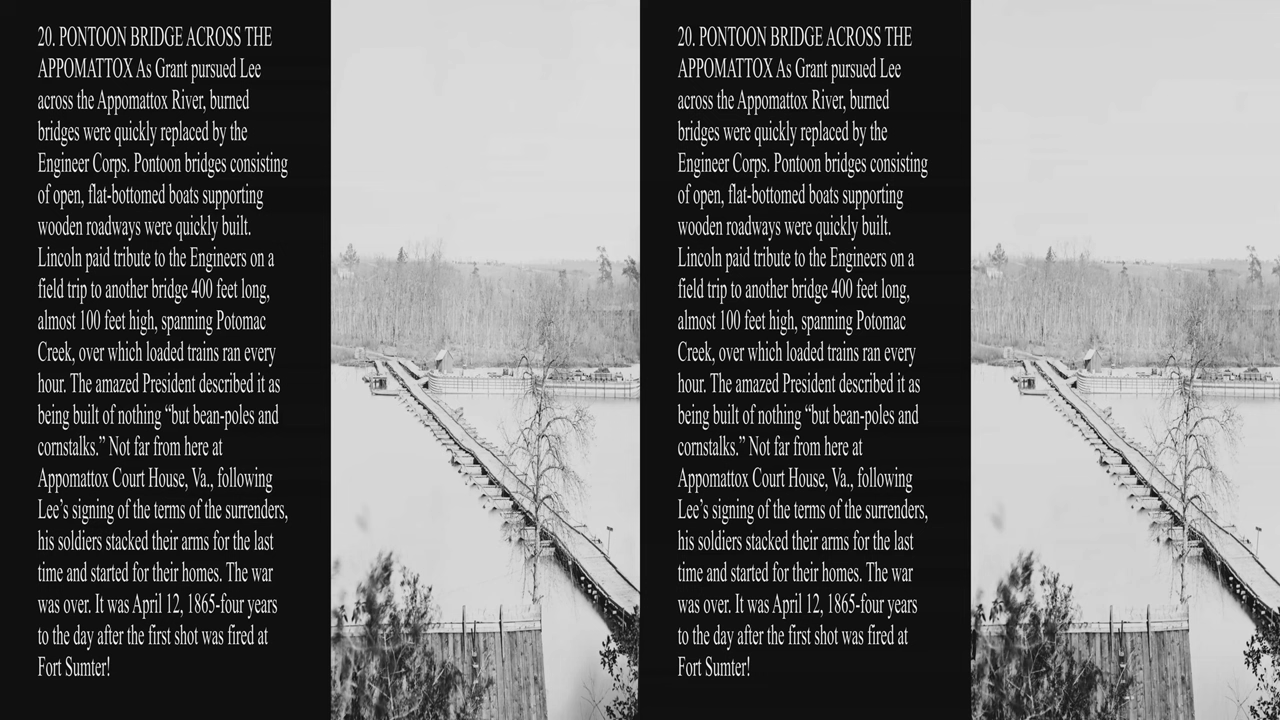 20. PONTOON BRIDGE ACROSS THE
APPOMATTOX As Grant pursued Lee
across the Appomattox River, burned
bridges were quickly replaced by the
Engineer Corps. Pontoon bridges consisting
of open, flat-bottomed boats supporting
wooden roadways were quickly built.
Lincoln paid tribute to the Engineers on a
field trip to another bridge 400 feet long,
almost 100 feet high, spanning Potomac
Creek, over which loaded trains ran every
hour. The amazed President described it as
being built of nothing “but bean-poles and
cornstalks.” Not far from here at
Appomattox Court House, Va., following
Lee’s signing of the terms of the surrenders,
his soldiers stacked their arms for the last
time and started for their homes. The war
was over. It was April 12, 1865-four years
to the day after the first shot was fired at
Fort Sumter!
20. PONTOON BRIDGE ACROSS THE
APPOMATTOX As Grant pursued Lee
across the Appomattox River, burned
bridges were quickly replaced by the
Engineer Corps. Pontoon bridges consisting
of open, flat-bottomed boats supporting
wooden roadways were quickly built.
Lincoln paid tribute to the Engineers on a
field trip to another bridge 400 feet long,
almost 100 feet high, spanning Potomac
Creek, over which loaded trains ran every
hour. The amazed President described it as
being built of nothing “but bean-poles and
cornstalks.” Not far from here at
Appomattox Court House, Va., following
Lee’s signing of the terms of the surrenders,
his soldiers stacked their arms for the last
time and started for their homes. The war
was over. It was April 12, 1865-four years
to the day after the first shot was fired at
Fort Sumter!